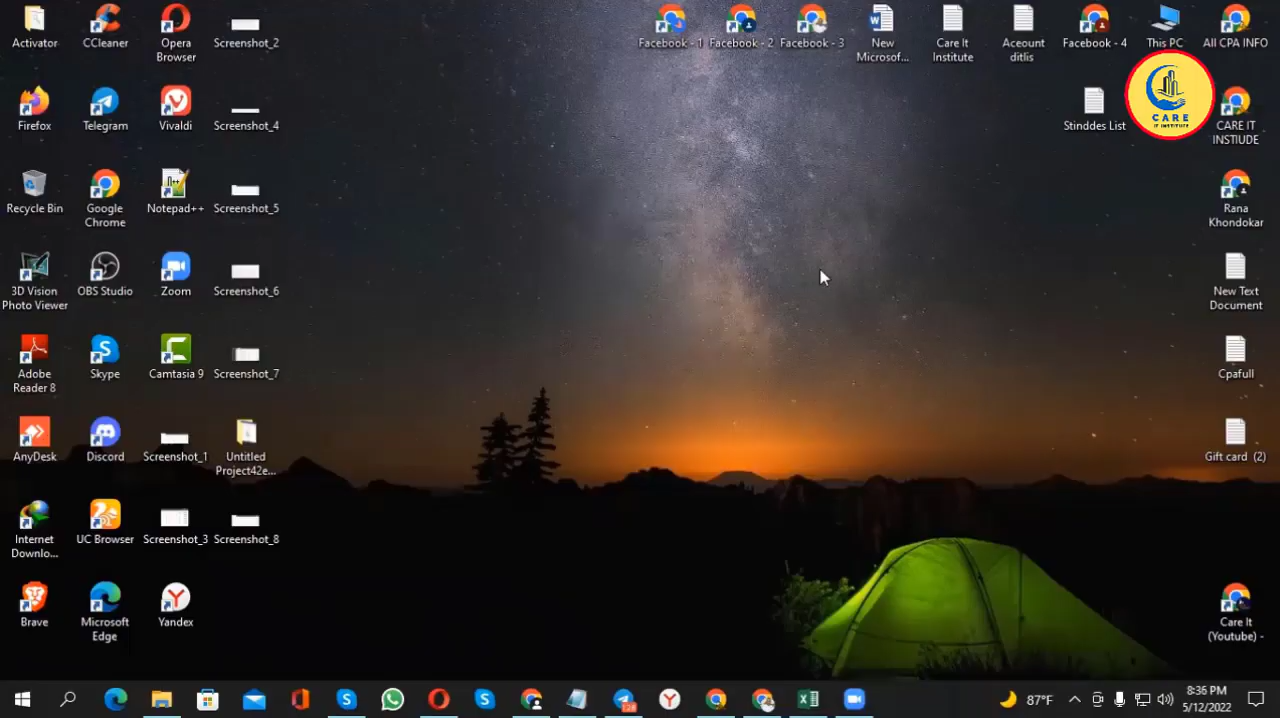 Activator
CCleaner
Opera
Browser
Screenshot_2
Facebook - 1
Facebook - 2
Facebook - 3
New
Microsof...
Care It
Institute
Aceount
ditlis
Facebook - 4
This PC
All CPA INFO
Firefox
Telegram
Vivaldi
Screenshot_4
Stinddes List
CARE
IT INSTITUTE
CARE IT
INSTIUDE
Recycle Bin
Google
Chrome
Notepad++
Screenshot_5
Rana
Khondokar
3D Vision
Photo Viewer
OBS Studio
Zoom
Screenshot_6
New Text
Document
Adobe
Reader 8
Skype
Camtasia 9
Screenshot_7
Cpafull
AnyDesk
Discord
Screenshot_1
Untitled
Project42e...
Gift card (2)
Internet
Downlo...
UC Browser
Screenshot_3
Screenshot_8
Brave
Microsoft
Edge
Yandex
Care It
(Youtube) -
128
87°F
8:36 PM
5/12/2022